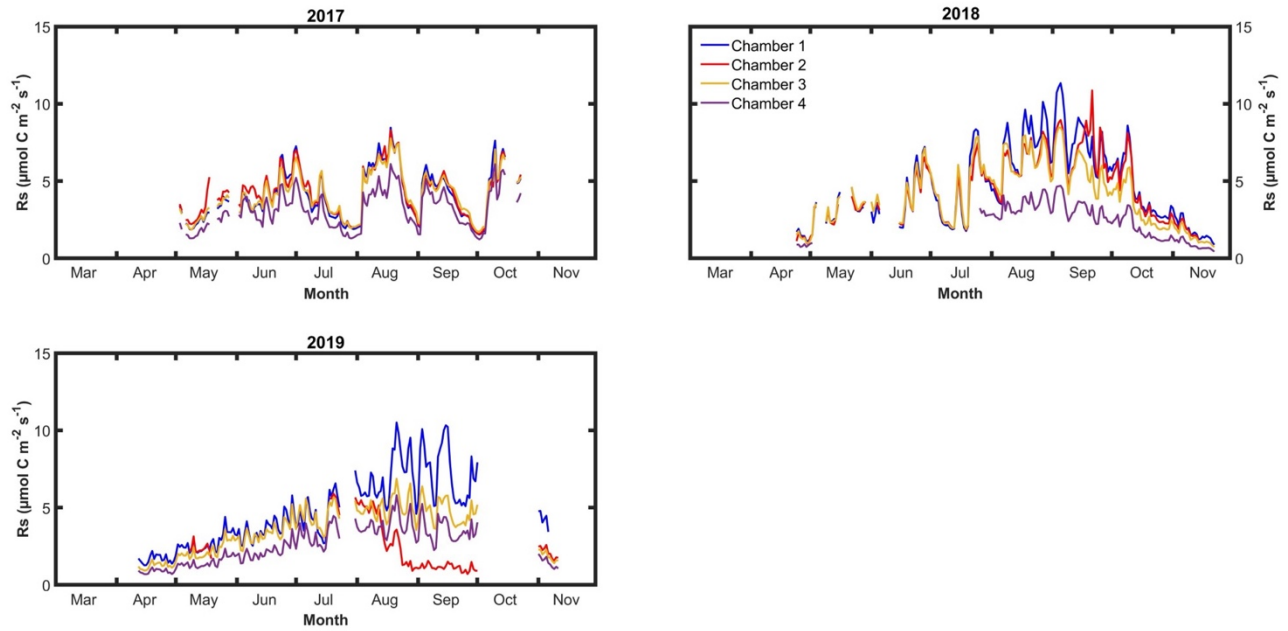 2017
15
10
5
0
Rs (µmol C m⁻² s⁻¹)
Mar Apr May Jun Jul Aug Sep Oct Nov
Month
2018
Chamber 1
Chamber 2
Chamber 3
Chamber 4
15
10
5
0
Rs (µmol C m⁻² s⁻¹)
Mar Apr May Jun Jul Aug Sep Oct Nov
Month
2019
15
10
5
0
Rs (µmol C m⁻² s⁻¹)
Mar Apr May Jun Jul Aug Sep Oct Nov
Month